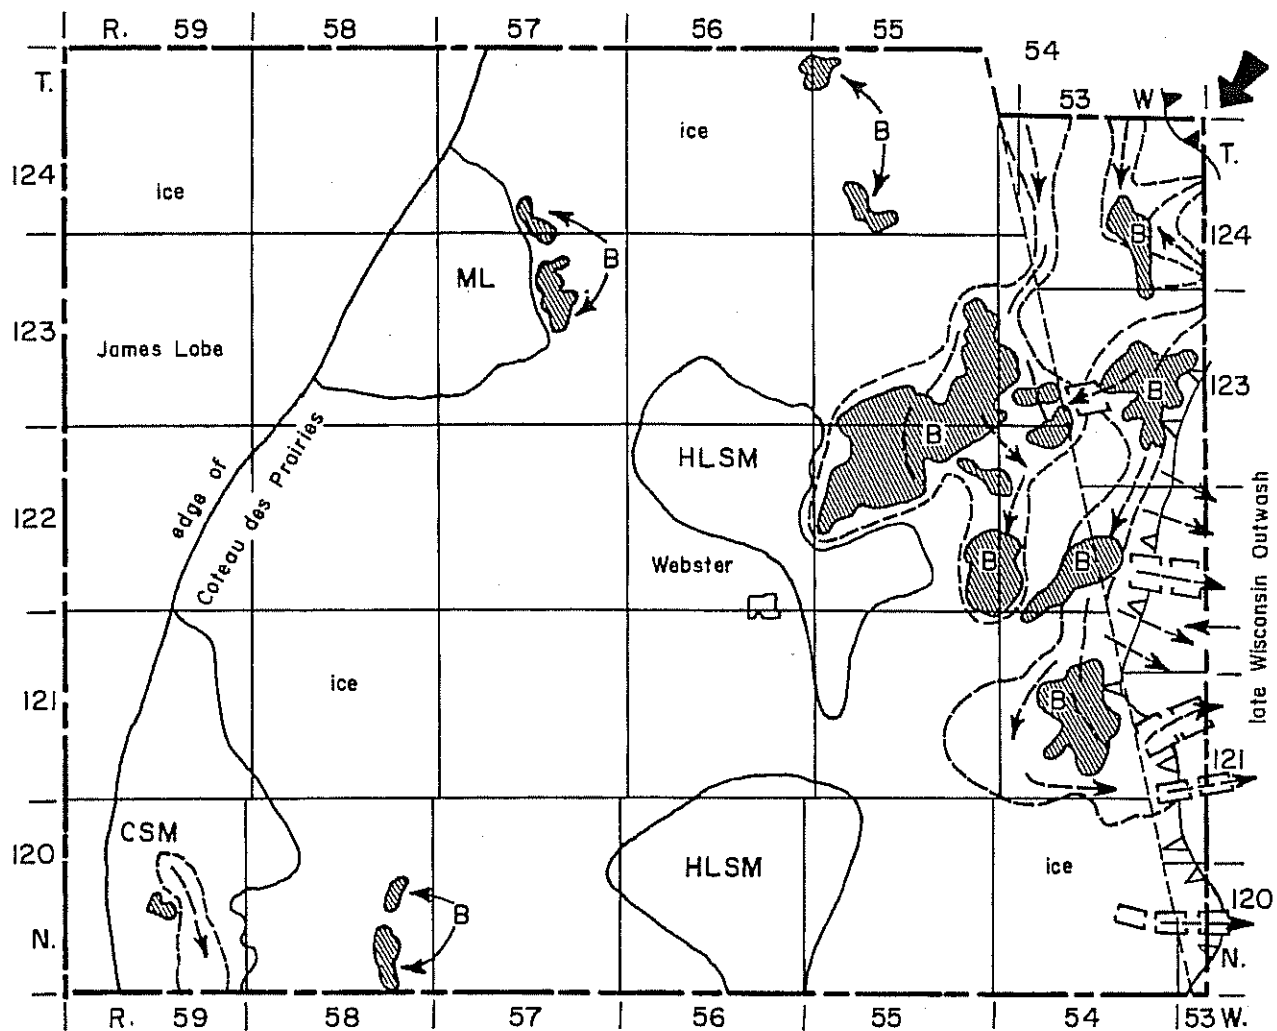 R. 59 58 57 56 55
54
53 W
T.
T.
ice
B
124
ice
B
124
B
ML
123
James Lobe
B
123
B
HLSM
edge of
Coteau des Prairies
122
Webster
B
B
late Wisconsin Outwash
ice
B
121
121
CSM
120
HLSM
ice
B
120
N.
N.
R. 59 58 57 56 55 54 53 W.